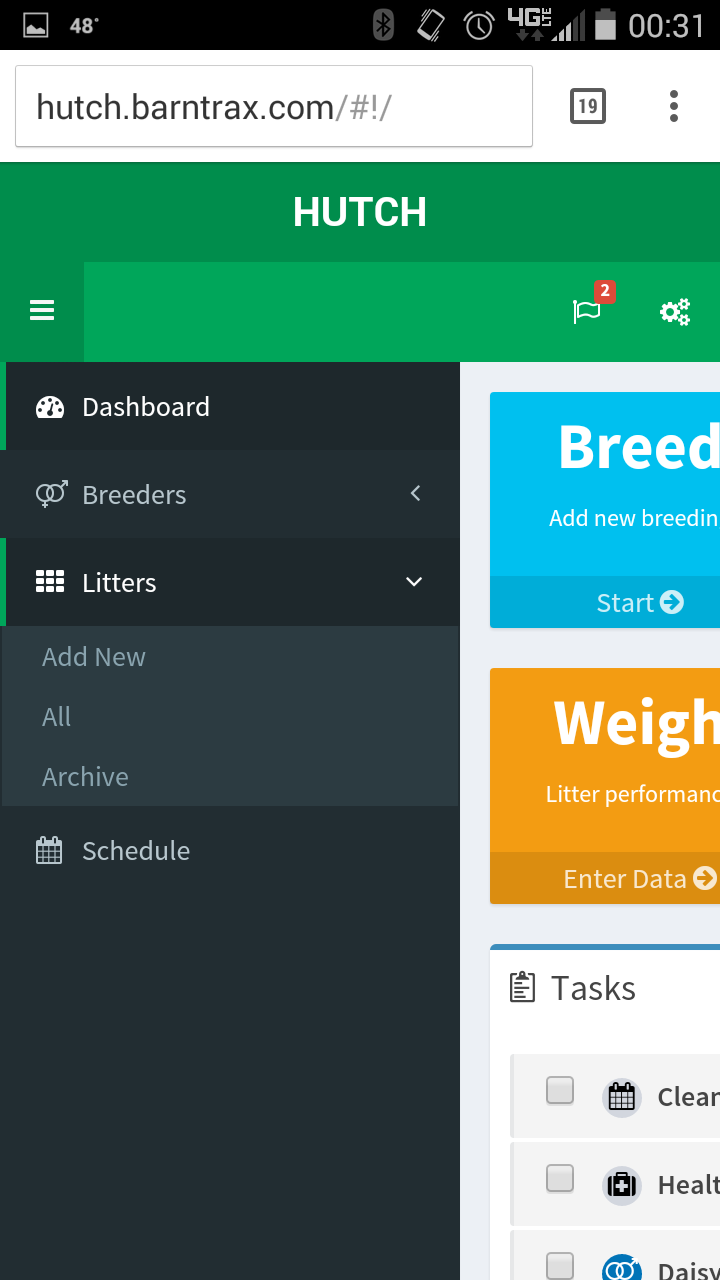 48°
4G LTE
00:31
hutch.barntrax.com/#!/
19
HUTCH
2
Dashboard
Breeders
Litters
Add New
All
Archive
Schedule
Breed
Add new breedin
Start
Weigh
Litter performanc
Enter Data
Tasks
Clean
Healt
Daisy